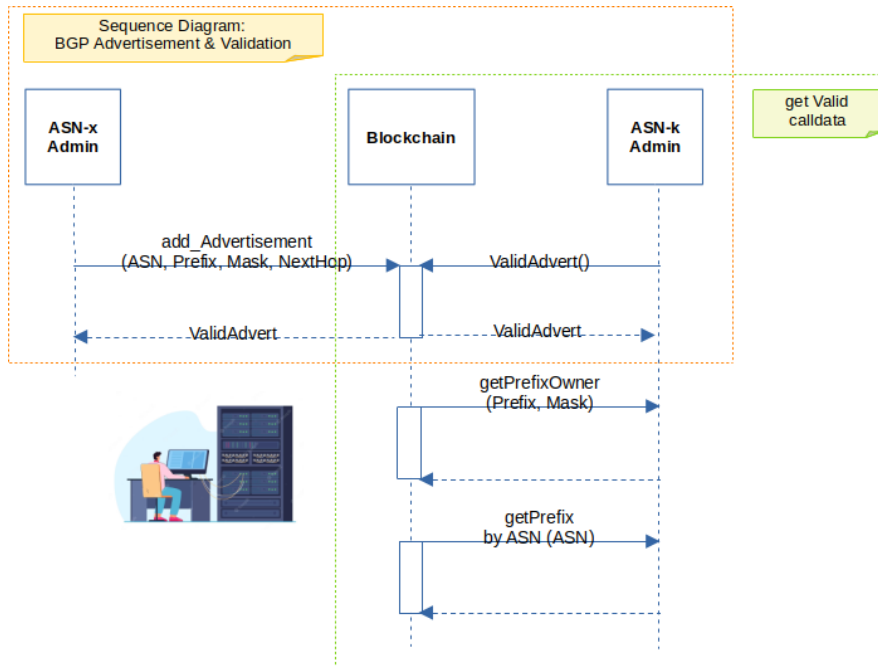 Sequence Diagram:
BGP Advertisement & Validation
get Valid
calldata
ASN-x
Admin
Blockchain
ASN-k
Admin
add_Advertisement
(ASN, Prefix, Mask, NextHop)
ValidAdvert()
ValidAdvert
ValidAdvert
getPrefixOwner
(Prefix, Mask)
getPrefix
by ASN (ASN)